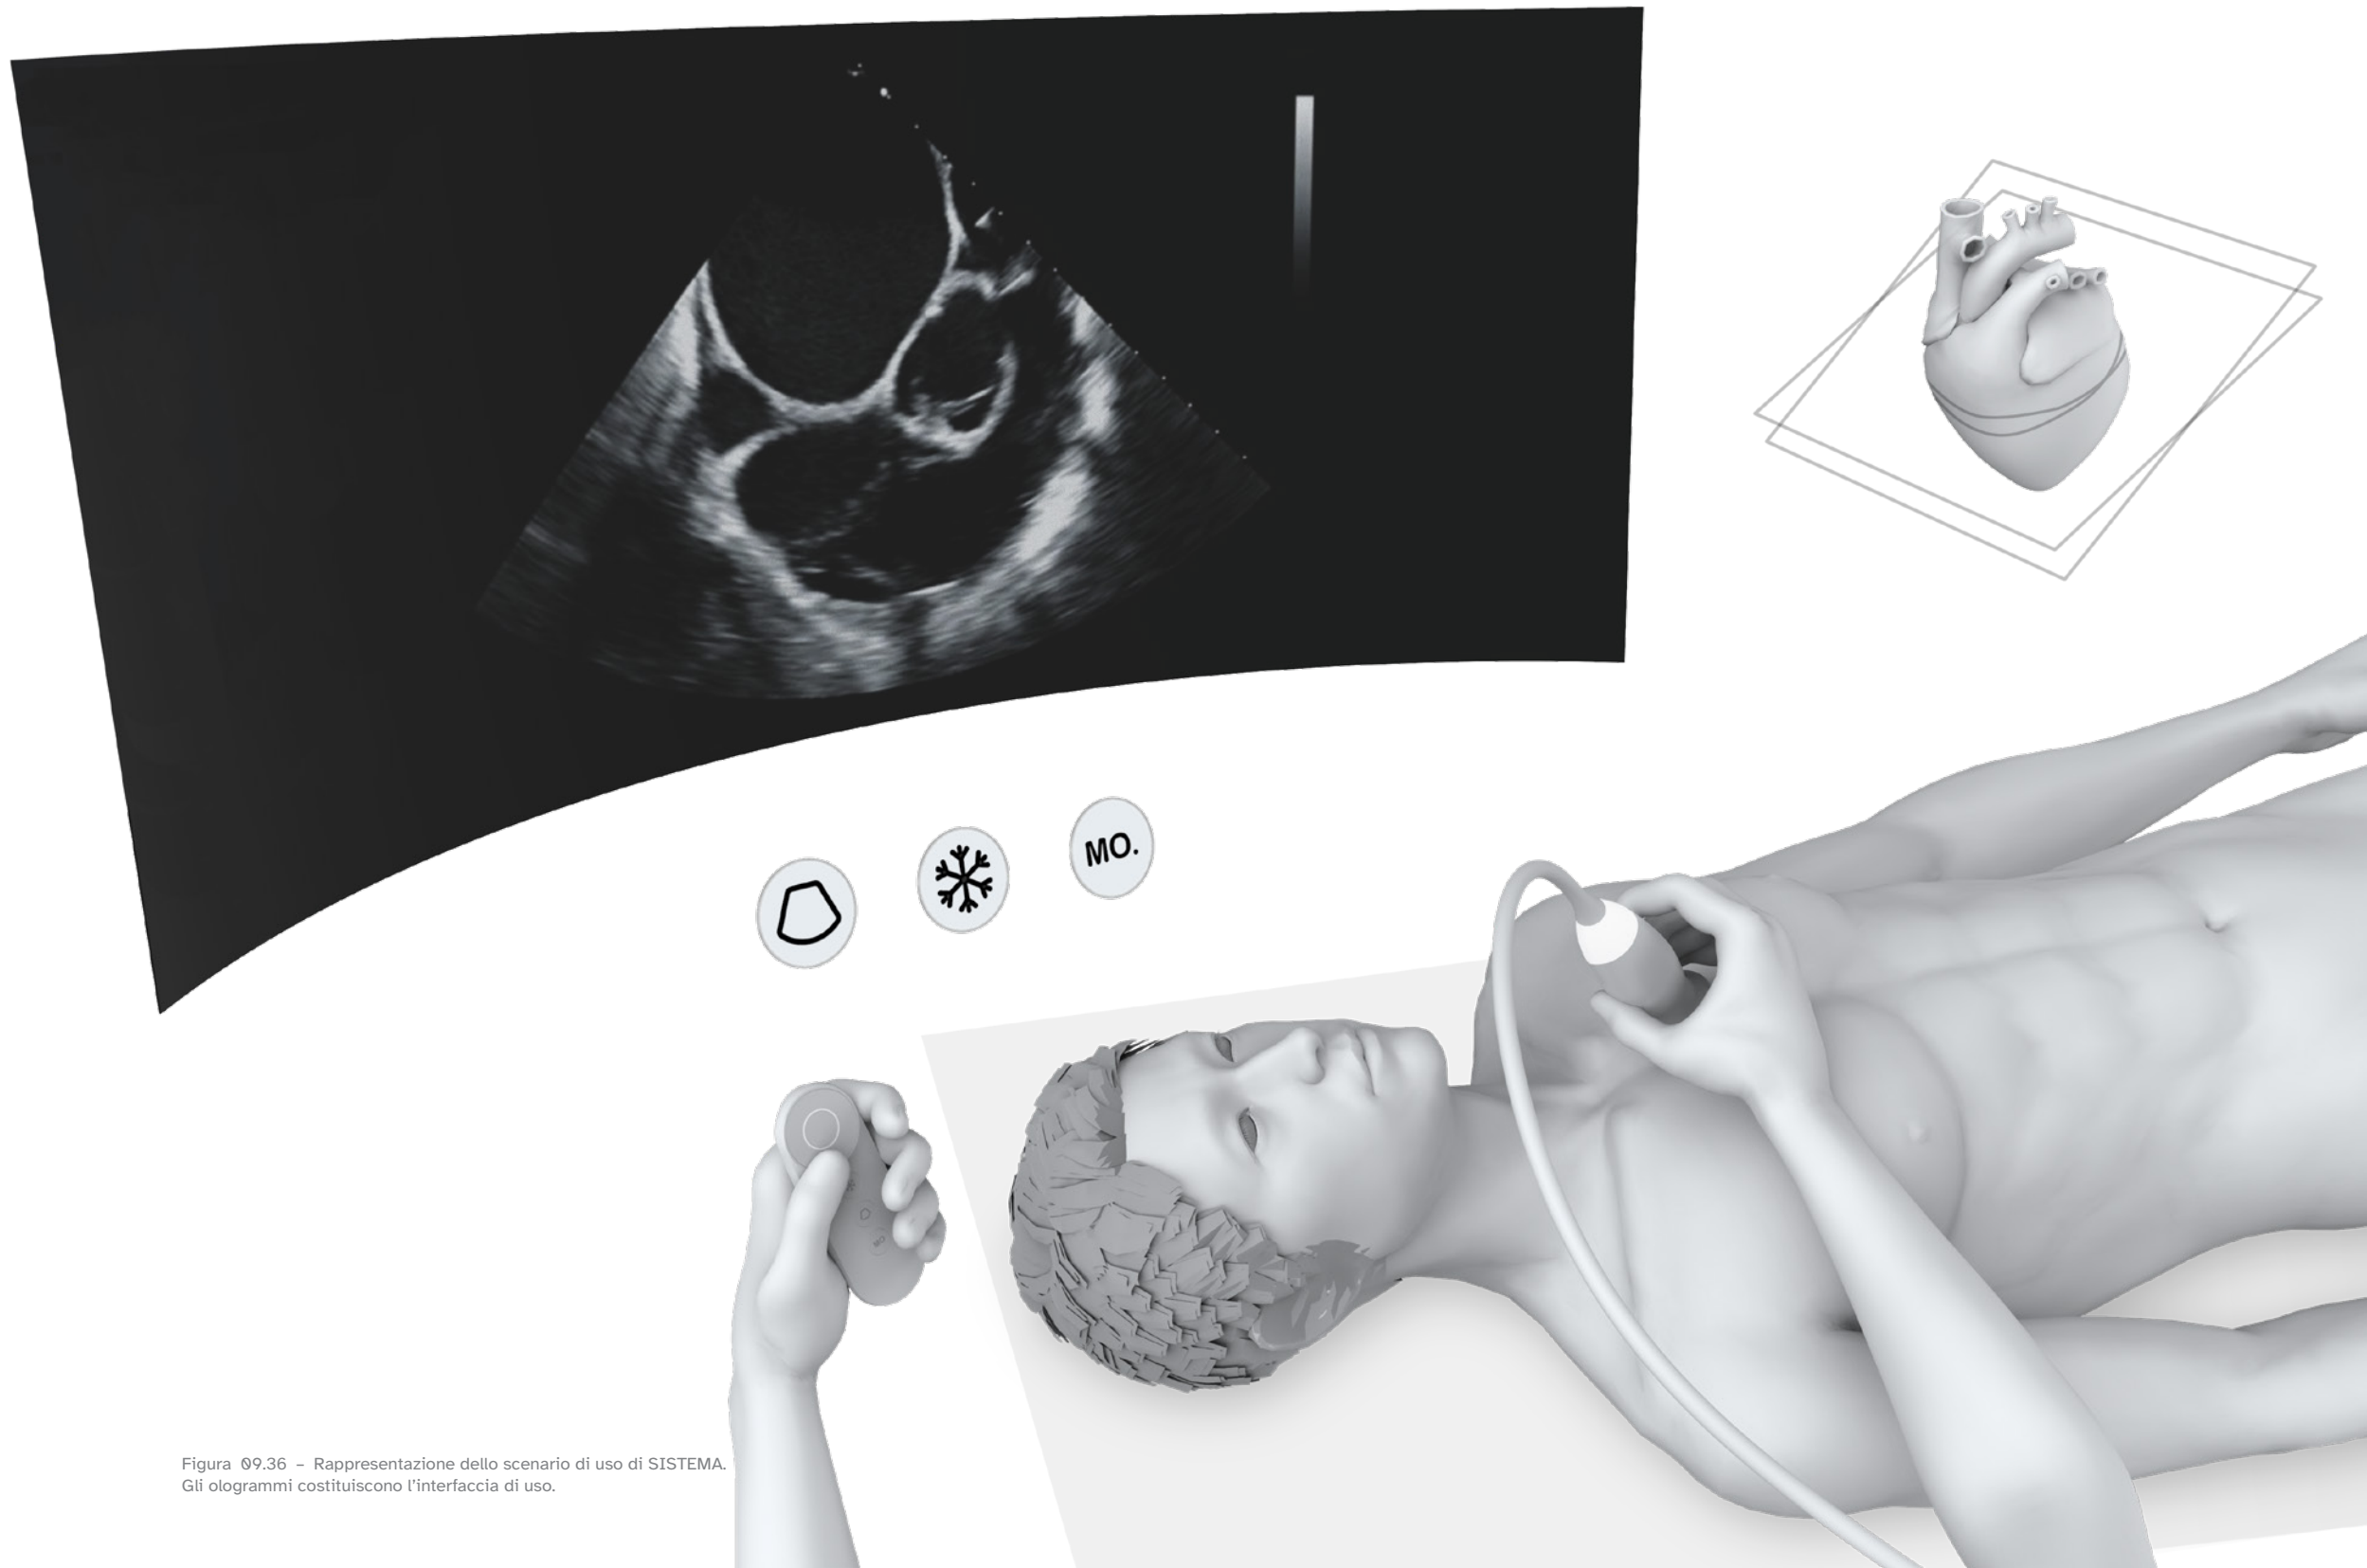 MO.
Figura 09.36 – Rappresentazione dello scenario di uso di SISTEMA.
Gli ologrammi costituiscono l'interfaccia di uso.